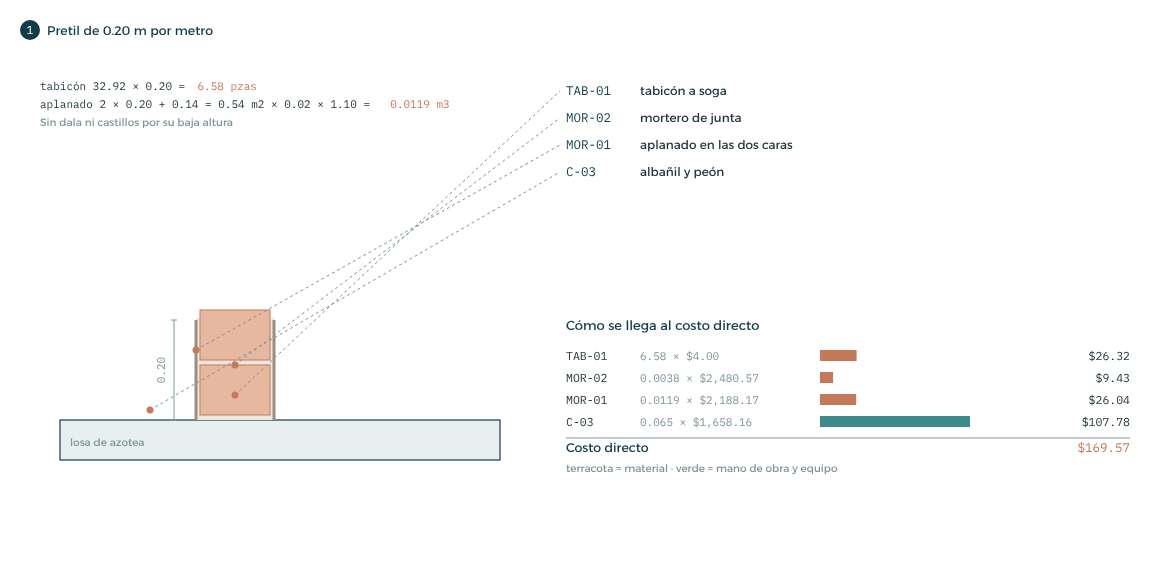 1 Pretil de 0.20 m por metro
tabicón 32.92 × 0.20 = 6.58 pzas
aplanado 2 × 0.20 + 0.14 = 0.54 m2 × 0.02 × 1.10 = 0.0119 m3
Sin dala ni castillos por su baja altura
TAB-01 tabicón a soga
MOR-02 mortero de junta
MOR-01 aplanado en las dos caras
C-03 albañil y peón
0.20
losa de azotea
Cómo se llega al costo directo
TAB-01 6.58 × $4.00 $26.32
MOR-02 0.0038 × $2,480.57 $9.43
MOR-01 0.0119 × $2,188.17 $26.04
C-03 0.065 × $1,658.16 $107.78
Costo directo $169.57
terracota = material · verde = mano de obra y equipo